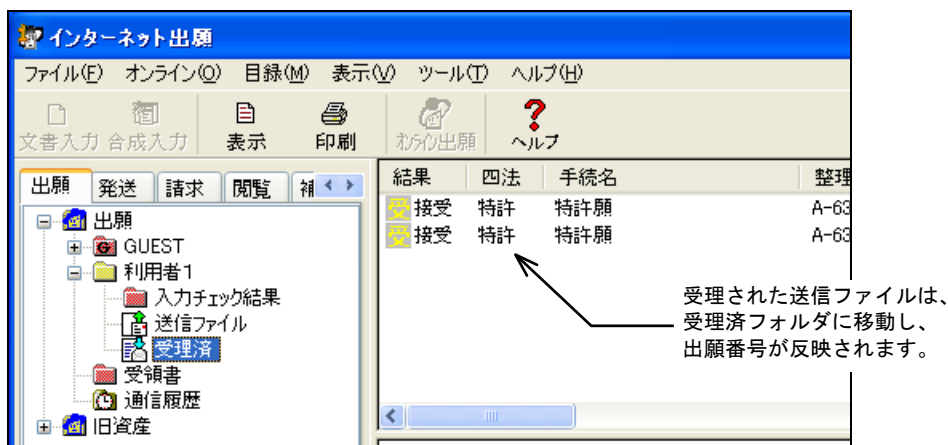 インターネット出願
ファイル(F) オンライン(O) 目録(M) 表示(V) ツール(T) ヘルプ(H)
文書入力 合成入力 表示 印刷 オンライン出願 ヘルプ
出願 発送 請求 閲覧 補
出願
GUEST
利用者1
入力チェック結果
送信ファイル
受理済
受領書
通信履歴
旧資産
結果 四法 手続名 整理
受 接受 特許 特許願 A-63
受 接受 特許 特許願 A-63
受理された送信ファイルは、
受理済フォルダに移動し、
出願番号が反映されます。